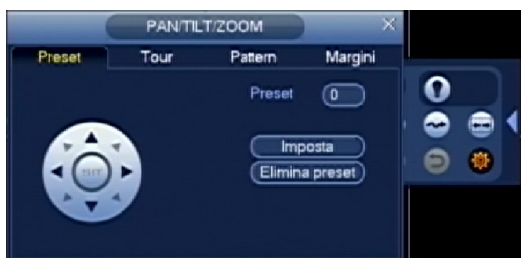 PAN/TILT/ZOOM
Preset Tour Pattern Margini
Preset 0
Imposta
Elimina preset